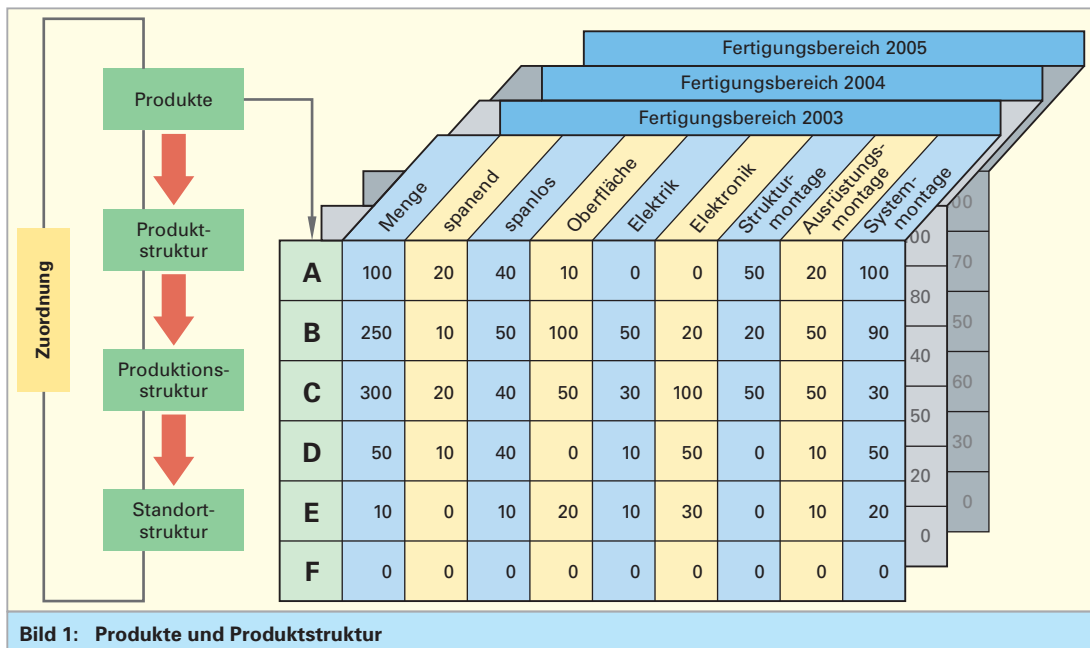 Fertigungsbereich 2005
Fertigungsbereich 2004
Fertigungsbereich 2003
Zuordnung
Produkte
Produkt-
struktur
Produktions-
struktur
Standort-
struktur
Menge
spanend
spanlos
Oberfläche
Elektrik
Elektronik
Struktur-
montage
Ausrüstungs-
montage
System-
montage
A 100 20 40 10 0 0 50 20 100
B 250 10 50 100 50 20 20 50 90
C 300 20 40 50 30 100 50 50 30
D 50 10 40 0 10 50 0 10 50
E 10 0 10 20 10 30 0 10 20
F 0 0 0 0 0 0 0 0 0
00
80
40
50
20
0
00
70
50
60
30
0
Bild 1: Produkte und Produktstruktur